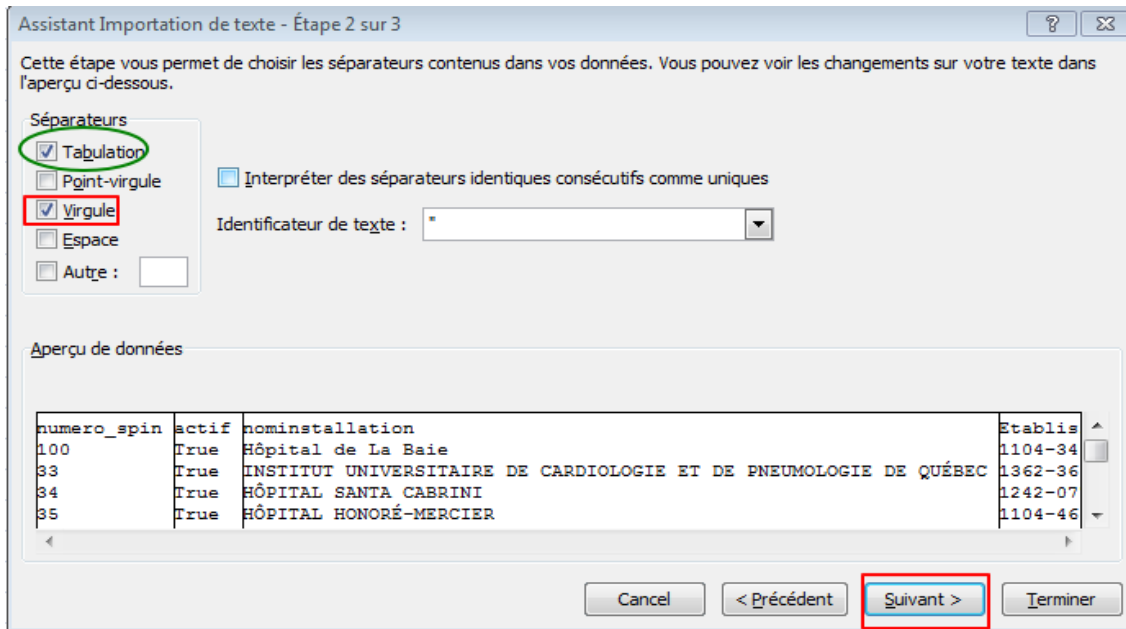 Assistant Importation de texte - Étape 2 sur 3
Cette étape vous permet de choisir les séparateurs contenus dans vos données. Vous pouvez voir les changements sur votre texte dans
l'aperçu ci-dessous.
Séparateurs
Tabulation
Point-virgule
Interpréter des séparateurs identiques consécutifs comme uniques
Virgule
Identificateur de texte : "
Espace
Autre :
Aperçu de données
numero_spin actif nominstallation Etablis
100 True Hôpital de La Baie 1104-34
33 True INSTITUT UNIVERSITAIRE DE CARDIOLOGIE ET DE PNEUMOLOGIE DE QUÉBEC 1362-36
34 True HÔPITAL SANTA CABRINI 1242-07
35 True HÔPITAL HONORÉ-MERCIER 1104-46
Cancel < Précédent Suivant > Terminer